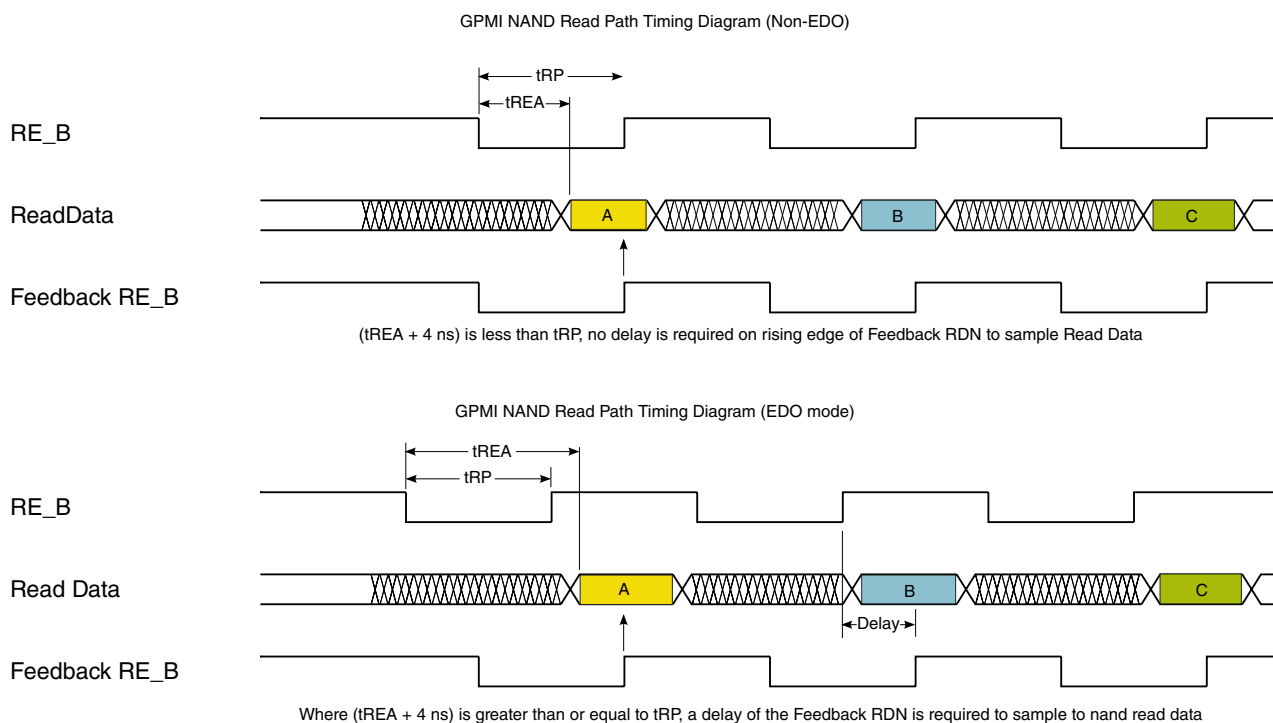 GPMI NAND Read Path Timing Diagram (Non-EDO)
tRP
tREA
RE_B
ReadData
A
B
C
Feedback RE_B
(tREA + 4 ns) is less than tRP, no delay is required on rising edge of Feedback RDN to sample Read Data
GPMI NAND Read Path Timing Diagram (EDO mode)
tREA
tRP
RE_B
Read Data
A
B
C
Delay
Feedback RE_B
Where (tREA + 4 ns) is greater than or equal to tRP, a delay of the Feedback RDN is required to sample to nand read data